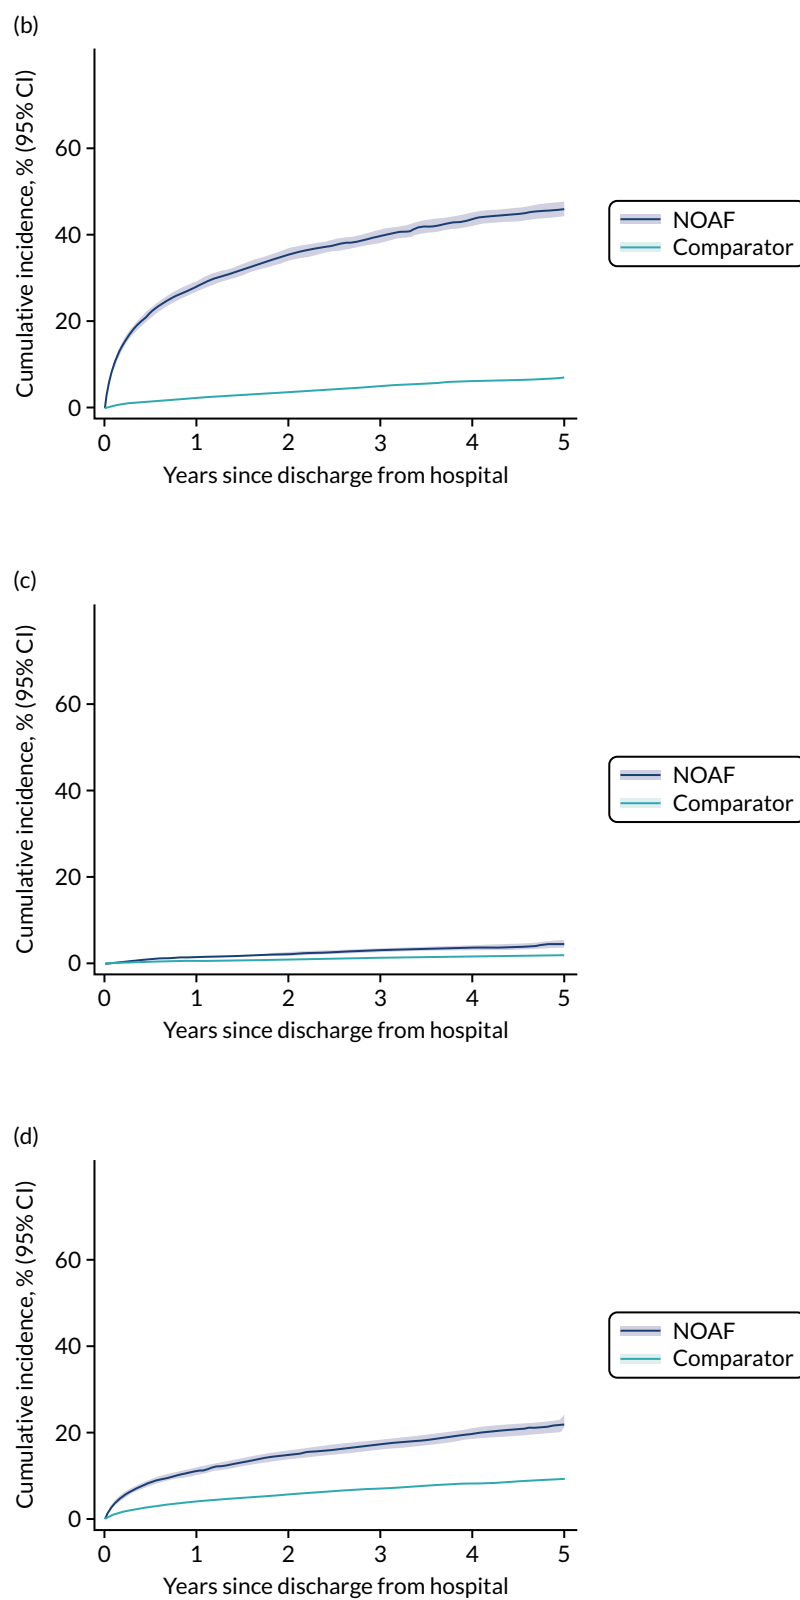 (b)
Cumulative incidence, % (95% CI)
60
40
20
0
0 1 2 3 4 5
Years since discharge from hospital
NOAF
Comparator
(c)
Cumulative incidence, % (95% CI)
60
40
20
0
0 1 2 3 4 5
Years since discharge from hospital
NOAF
Comparator
(d)
Cumulative incidence, % (95% CI)
60
40
20
0
0 1 2 3 4 5
Years since discharge from hospital
NOAF
Comparator